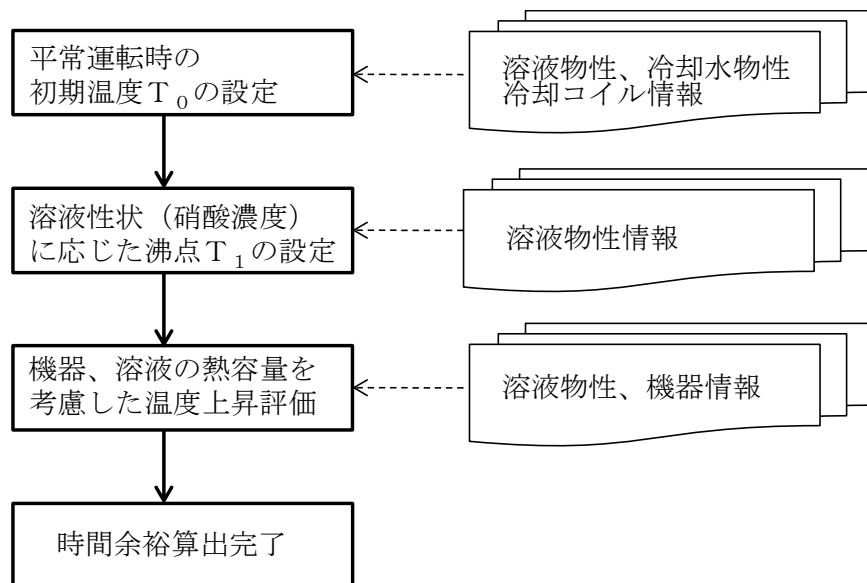 平常運転時の
初期温度Ｔ₀の設定
溶液物性、冷却水物性
冷却コイル情報
溶液性状（硝酸濃度）
に応じた沸点Ｔ₁の設定
溶液物性情報
機器、溶液の熱容量を
考慮した温度上昇評価
溶液物性、機器情報
時間余裕算出完了